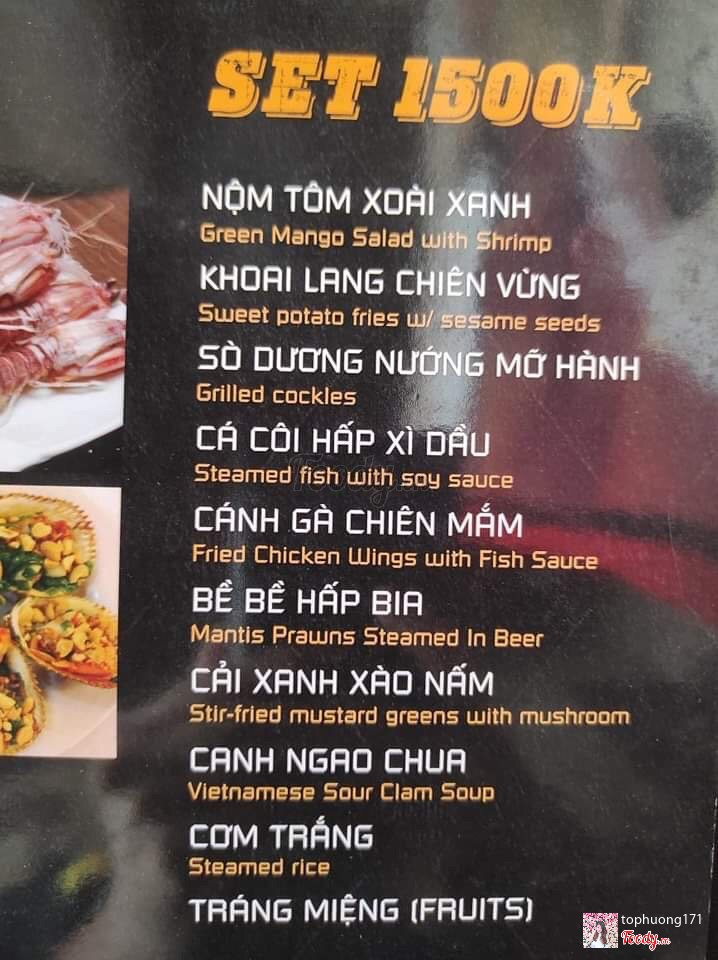 SET 1500K
NỘM TÔM XOÀI XANH
Green Mango Salad with Shrimp
KHOAI LANG CHIÊN VỪNG
Sweet potato fries w/ sesame seeds
SÒ DƯƠNG NƯỚNG MỠ HÀNH
Grilled cockles
CÁ CÔI HẤP XÌ DẦU
Steamed fish with soy sauce
CÁNH GÀ CHIÊN MẮM
Fried Chicken Wings with Fish Sauce
BỀ BỀ HẤP BIA
Mantis Prawns Steamed In Beer
CẢI XANH XÀO NẤM
Stir-fried mustard greens with mushroom
CANH NGAO CHUA
Vietnamese Sour Clam Soup
CƠM TRẮNG
Steamed rice
TRÁNG MIỆNG (FRUITS)
tophuong171
Foody.vn